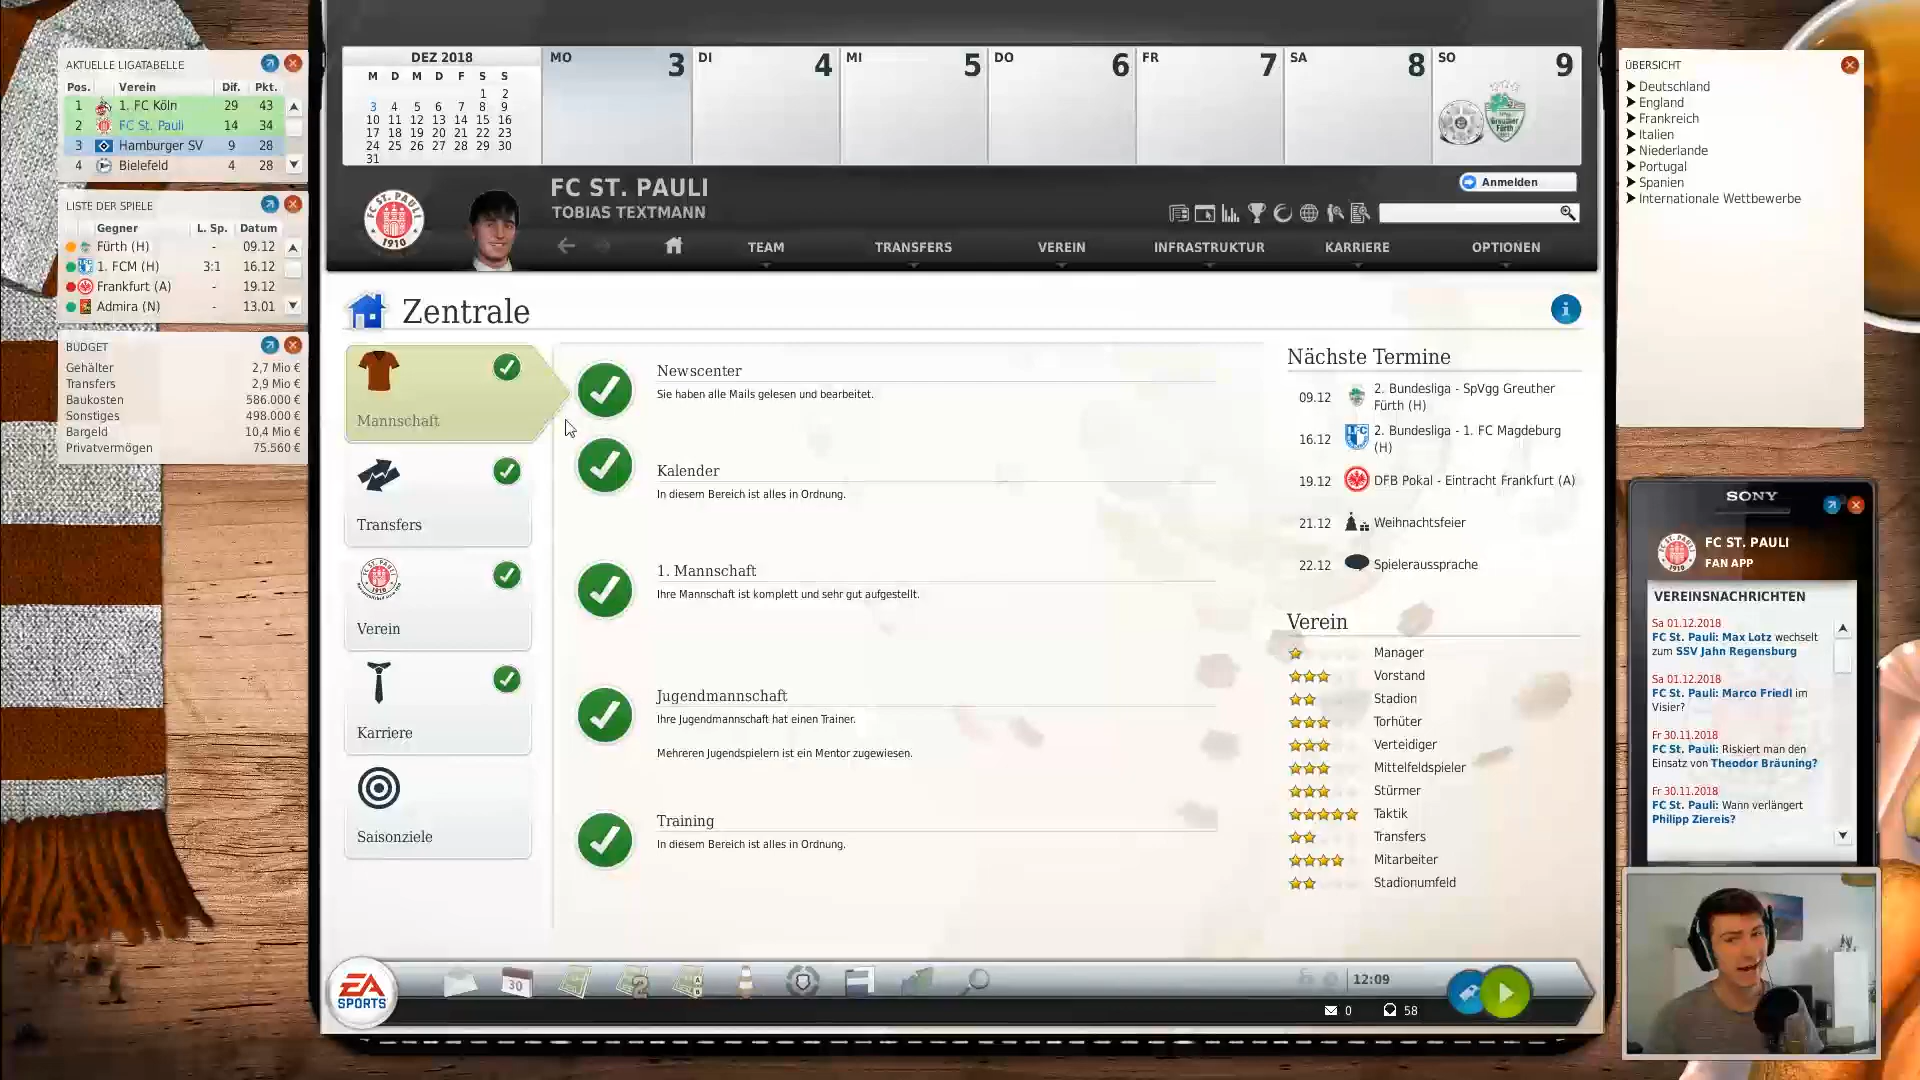 AKTUELLE LIGATABELLE
Pos. Verein Dif. Pkt.
1 1. FC Köln 29 43
2 FC St. Pauli 14 34
3 Hamburger SV 9 28
4 Bielefeld 4 28
LISTE DER SPIELE
Gegner L. Sp. Datum
Fürth (H) - 09.12
1. FCM (H) 3:1 16.12
Frankfurt (A) - 19.12
Admira (N) - 13.01
BUDGET
Gehälter 2,7 Mio €
Transfers 2,9 Mio €
Baukosten 586.000 €
Sonstiges 498.000 €
Bargeld 10,4 Mio €
Privatvermögen 75.560 €
DEZ 2018
M D M D F S S
1 2
3 4 5 6 7 8 9
10 11 12 13 14 15 16
17 18 19 20 21 22 23
24 25 26 27 28 29 30
31
MO 3 DI 4 MI 5 DO 6 FR 7 SA 8 SO 9
FC ST. PAULI
TOBIAS TEXTMANN
Anmelden
TEAM TRANSFERS VEREIN INFRASTRUKTUR KARRIERE OPTIONEN
Zentrale
Mannschaft
Transfers
Verein
Karriere
Saisonziele
Newscenter
Sie haben alle Mails gelesen und bearbeitet.
Kalender
In diesem Bereich ist alles in Ordnung.
1. Mannschaft
Ihre Mannschaft ist komplett und sehr gut aufgestellt.
Jugendmannschaft
Ihre Jugendmannschaft hat einen Trainer.
Mehreren Jugendspielern ist ein Mentor zugewiesen.
Training
In diesem Bereich ist alles in Ordnung.
Nächste Termine
09.12 2. Bundesliga - SpVgg Greuther
Fürth (H)
16.12 2. Bundesliga - 1. FC Magdeburg
(H)
19.12 DFB Pokal - Eintracht Frankfurt (A)
21.12 Weihnachtsfeier
22.12 Spieleraussprache
Verein
Manager
Vorstand
Stadion
Torhüter
Verteidiger
Mittelfeldspieler
Stürmer
Taktik
Transfers
Mitarbeiter
Stadionumfeld
EA
SPORTS
30
12:09
0 58
ÜBERSICHT
Deutschland
England
Frankreich
Italien
Niederlande
Portugal
Spanien
Internationale Wettbewerbe
SONY
FC ST. PAULI
FAN APP
VEREINSNACHRICHTEN
Sa 01.12.2018
FC St. Pauli: Max Lotz wechselt
zum SSV Jahn Regensburg
Sa 01.12.2018
FC St. Pauli: Marco Friedl im
Visier?
Fr 30.11.2018
FC St. Pauli: Riskiert man den
Einsatz von Theodor Bräuning?
Fr 30.11.2018
FC St. Pauli: Wann verlängert
Philipp Ziereis?